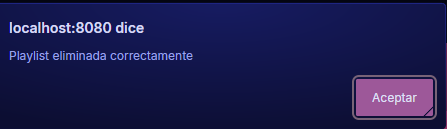 localhost:8080 dice
Playlist eliminada correctamente
Aceptar